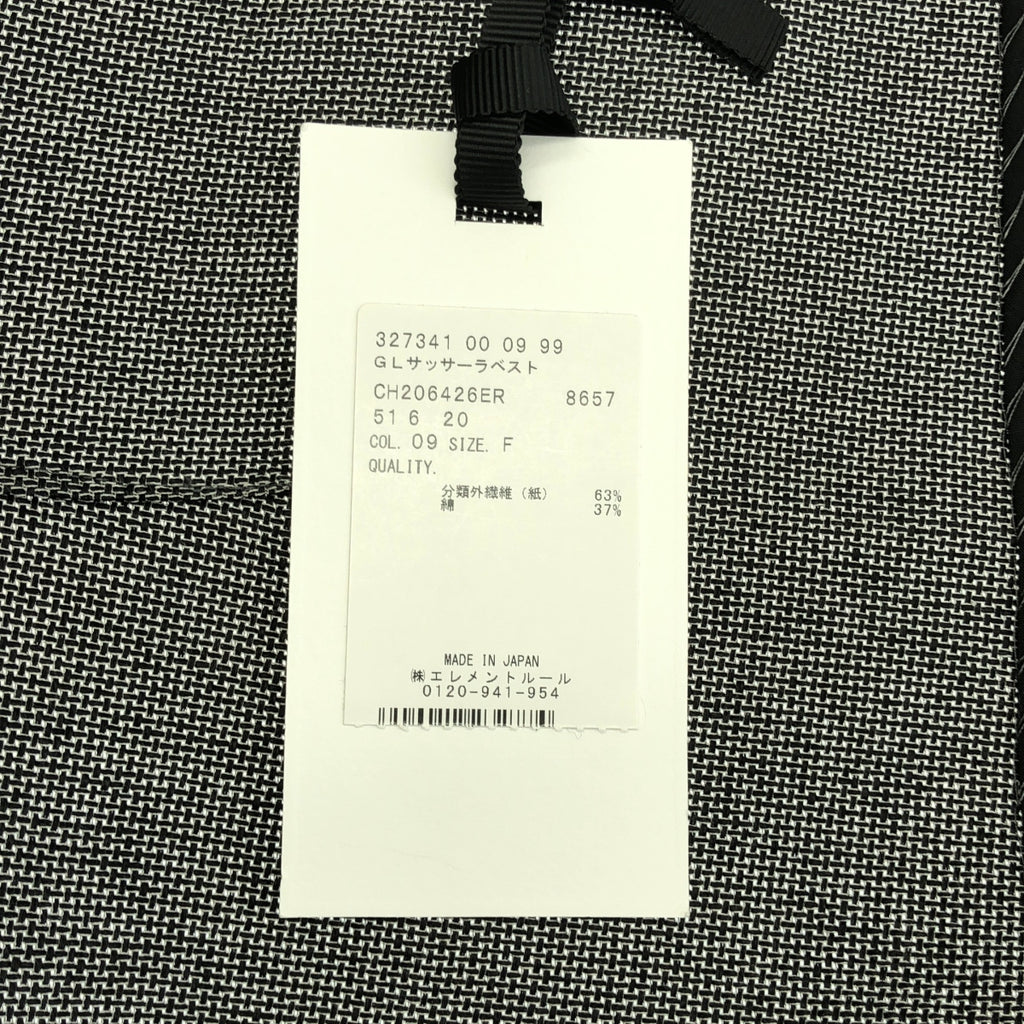 327341 00 09 99
GLサッサーラベスト
CH206426ER 8657
51 6 20
COL. 09 SIZE. F
QUALITY.
分類外繊維（紙） 63%
綿 37%
MADE IN JAPAN
㈱エレメントルール
0120-941-954